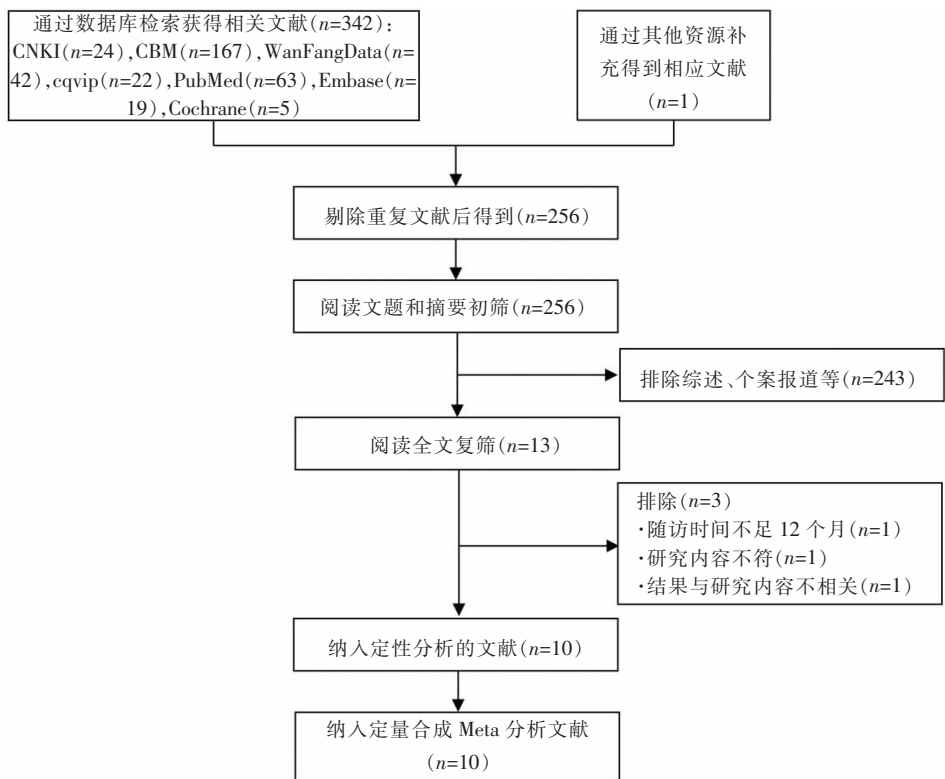 通过数据库检索获得相关文献(n=342)：
CNKI(n=24),CBM(n=167),WanFangData(n=
42),cqvip(n=22),PubMed(n=63),Embase(n=
19),Cochrane(n=5)
通过其他资源补
充得到相应文献
(n=1)
剔除重复文献后得到(n=256)
阅读文题和摘要初筛(n=256)
排除综述、个案报道等(n=243)
阅读全文复筛(n=13)
排除(n=3)
·随访时间不足 12 个月(n=1)
·研究内容不符(n=1)
·结果与研究内容不相关(n=1)
纳入定性分析的文献(n=10)
纳入定量合成 Meta 分析文献
(n=10)